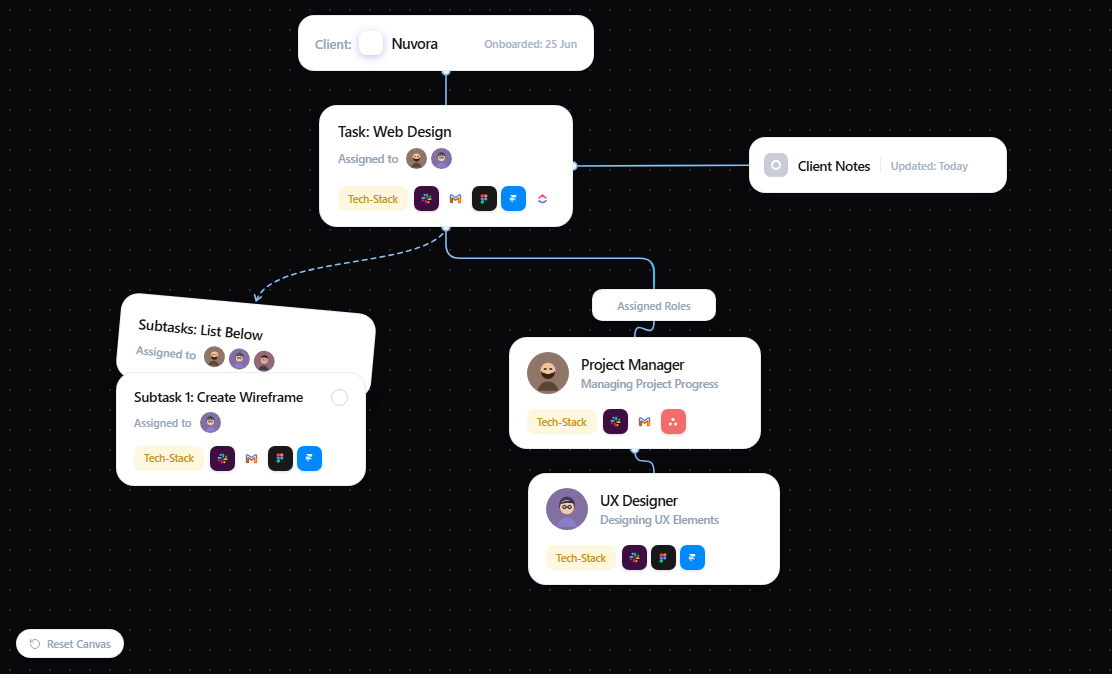 Client: Nuvora Onboarded: 25 Jun
Task: Web Design
Assigned to
Tech-Stack
Client Notes Updated: Today
Assigned Roles
Subtasks: List Below
Assigned to
Subtask 1: Create Wireframe
Assigned to
Tech-Stack
Project Manager
Managing Project Progress
Tech-Stack
UX Designer
Designing UX Elements
Tech-Stack
Reset Canvas